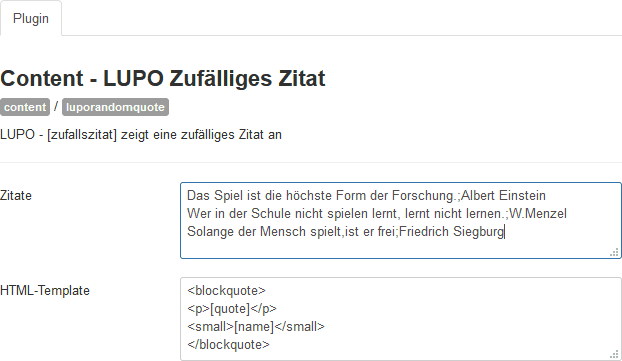 Plugin
Content - LUPO Zufälliges Zitat
content / luporandomquote
LUPO - [zufallszitat] zeigt eine zufälliges Zitat an
Zitate
Das Spiel ist die höchste Form der Forschung.;Albert Einstein
Wer in der Schule nicht spielen lernt, lernt nicht lernen.;W.Menzel
Solange der Mensch spielt,ist er frei;Friedrich Siegburg
HTML-Template
<blockquote>
<p>[quote]</p>
<small>[name]</small>
</blockquote>